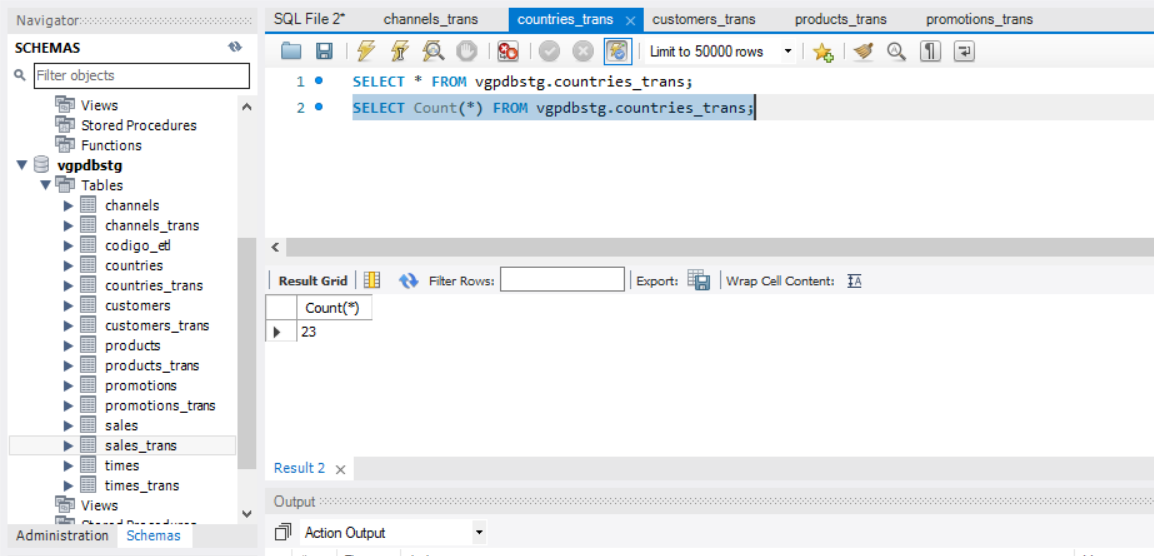 Navigator
SCHEMAS
Filter objects
Views
Stored Procedures
Functions
vgpdbstg
Tables
channels
channels_trans
codigo_etl
countries
countries_trans
customers
customers_trans
products
products_trans
promotions
promotions_trans
sales
sales_trans
times
times_trans
Views
Stored Procedures
Administration Schemas
SQL File 2* channels_trans countries_trans customers_trans products_trans promotions_trans
Limit to 50000 rows
1 SELECT * FROM vgpdbstg.countries_trans;
2 SELECT Count(*) FROM vgpdbstg.countries_trans;
Result Grid Filter Rows: Export: Wrap Cell Content: IA
Count(*)
23
Result 2
Output
Action Output